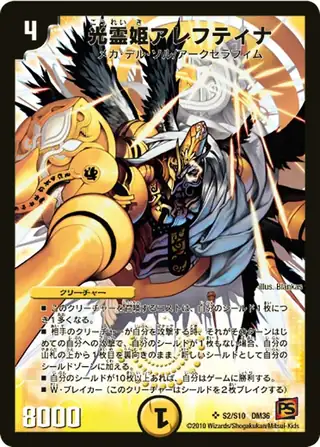 4
これいき
光霊姫アレフティナ
メカ・デル・ソル/アークセラフィム
illus. Blankan
クリーチャー
■ このクリーチャーを召喚するコストは、自分のシールド1枚につき1多くなる。
■ 相手のクリーチャーが自分を攻撃する時、それがそのターンはじめての自分への攻撃で、自分のシールドが1枚もない場合、自分の山札の上から1枚目を裏向きのまま、新しいシールドとして自分のシールドゾーンに加える。
■ 自分のシールドが10枚以上あれば、自分はゲームに勝利する。
■ W・ブレイカー(このクリーチャーはシールドを2枚ブレイクする)
8000
1
S2/S10 DM36
PS
©2010 Wizards/Shogakukan/Mitsui-Kids